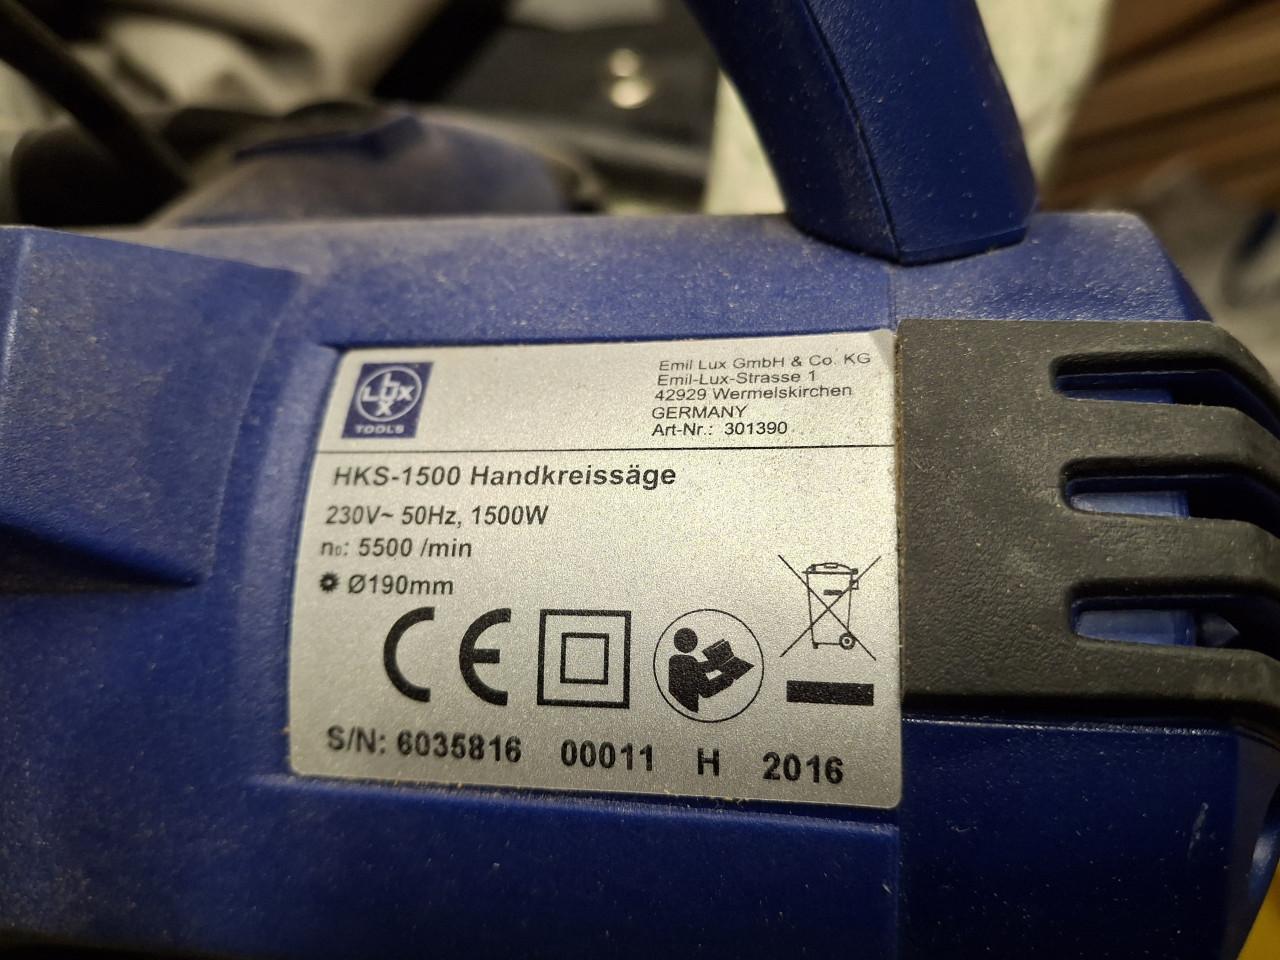 LUX
TOOLS
Emil Lux GmbH & Co. KG
Emil-Lux-Strasse 1
42929 Wermelskirchen
GERMANY
Art-Nr.: 301390
HKS-1500 Handkreissäge
230V~ 50Hz, 1500W
n₀: 5500 /min
Ø190mm
CE
S/N: 6035816 00011 H 2016